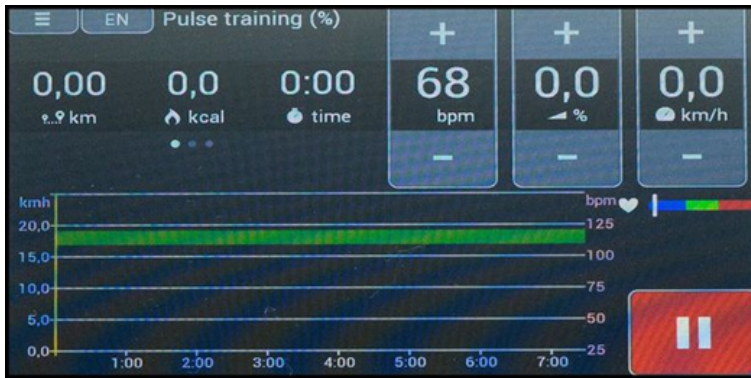 EN Pulse training (%)
+ + +
0,00 0,0 0:00 68 0,0 0,0
km kcal time bpm % km/h
- - -
kmh bpm
20,0 125
15,0 100
10,0 75
5,0 50
0,0 25
1:00 2:00 3:00 4:00 5:00 6:00 7:00